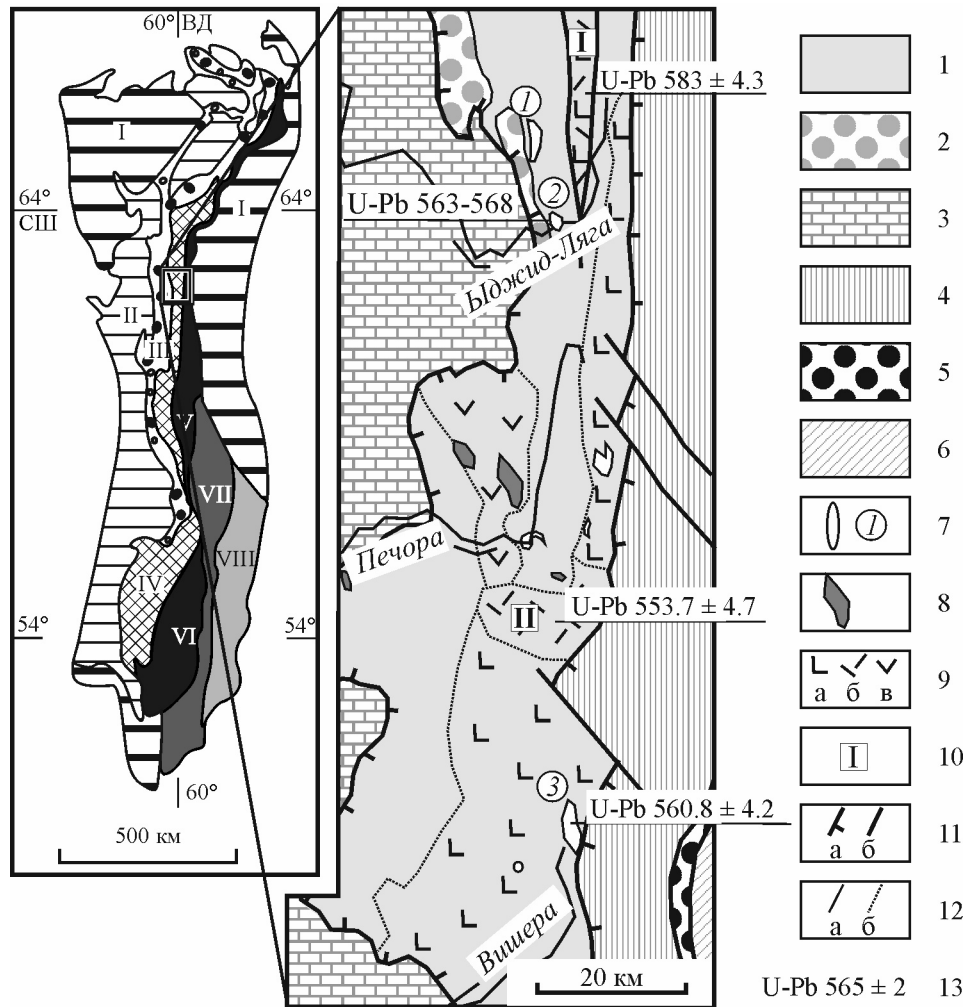 60° ВД
I
64°
СШ
I
64°
II
III
V
VII
VIII
IV
VI
54°
54°
60°
500 км
I
U-Pb 583 ± 4.3
1
2
U-Pb 563-568
Ыджид-Ляга
Печора
II
U-Pb 553.7 ± 4.7
3
U-Pb 560.8 ± 4.2
Вишера
20 км
1
2
3
4
5
6
1 7
8
а б в 9
I 10
а б 11
а б 12
U-Pb 565 ± 2 13